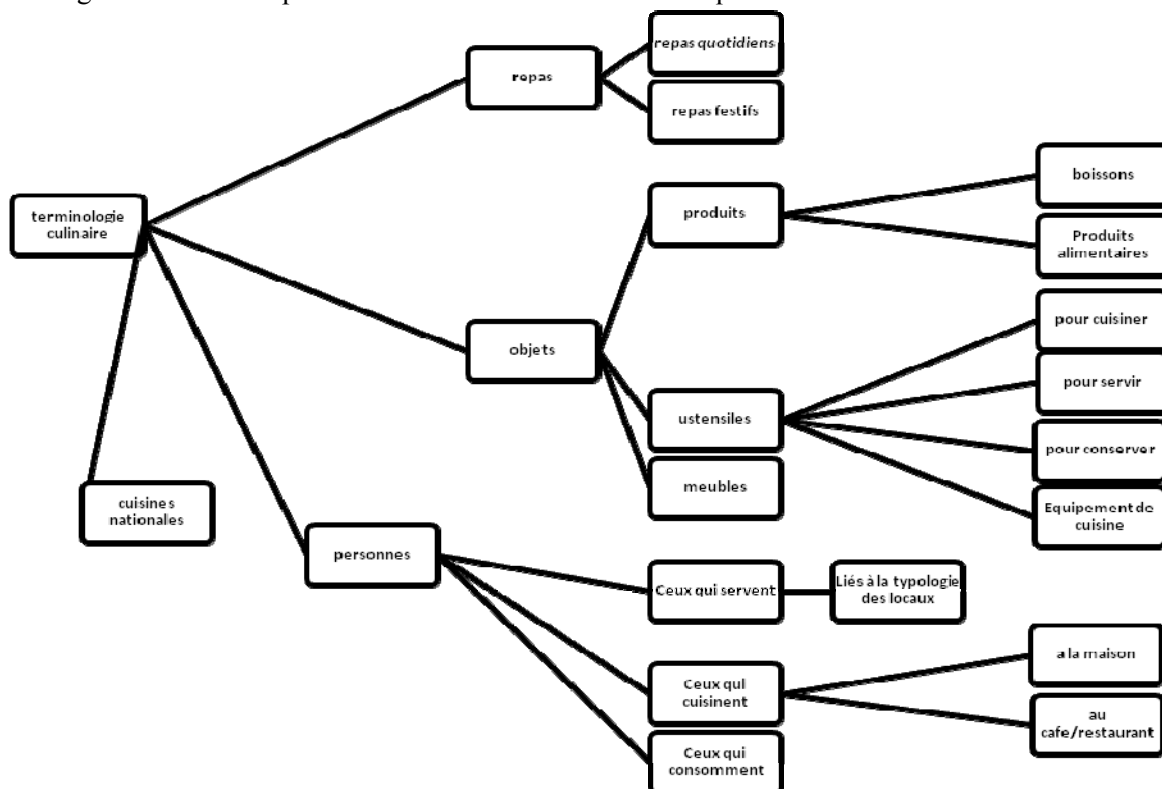 repas quotidiens
repas
repas festifs
boissons
produits
terminologie
culinaire
Produits
alimentaires
pour cuisiner
objets
pour servir
ustensiles
pour conserver
meubles
cuisines
nationales
Equipement de
cuisine
personnes
Ceux qui servent
Liés à la typologie
des locaux
a la maison
Ceux qui
cuisinent
au
cafe/restaurant
Ceux qui
consomment